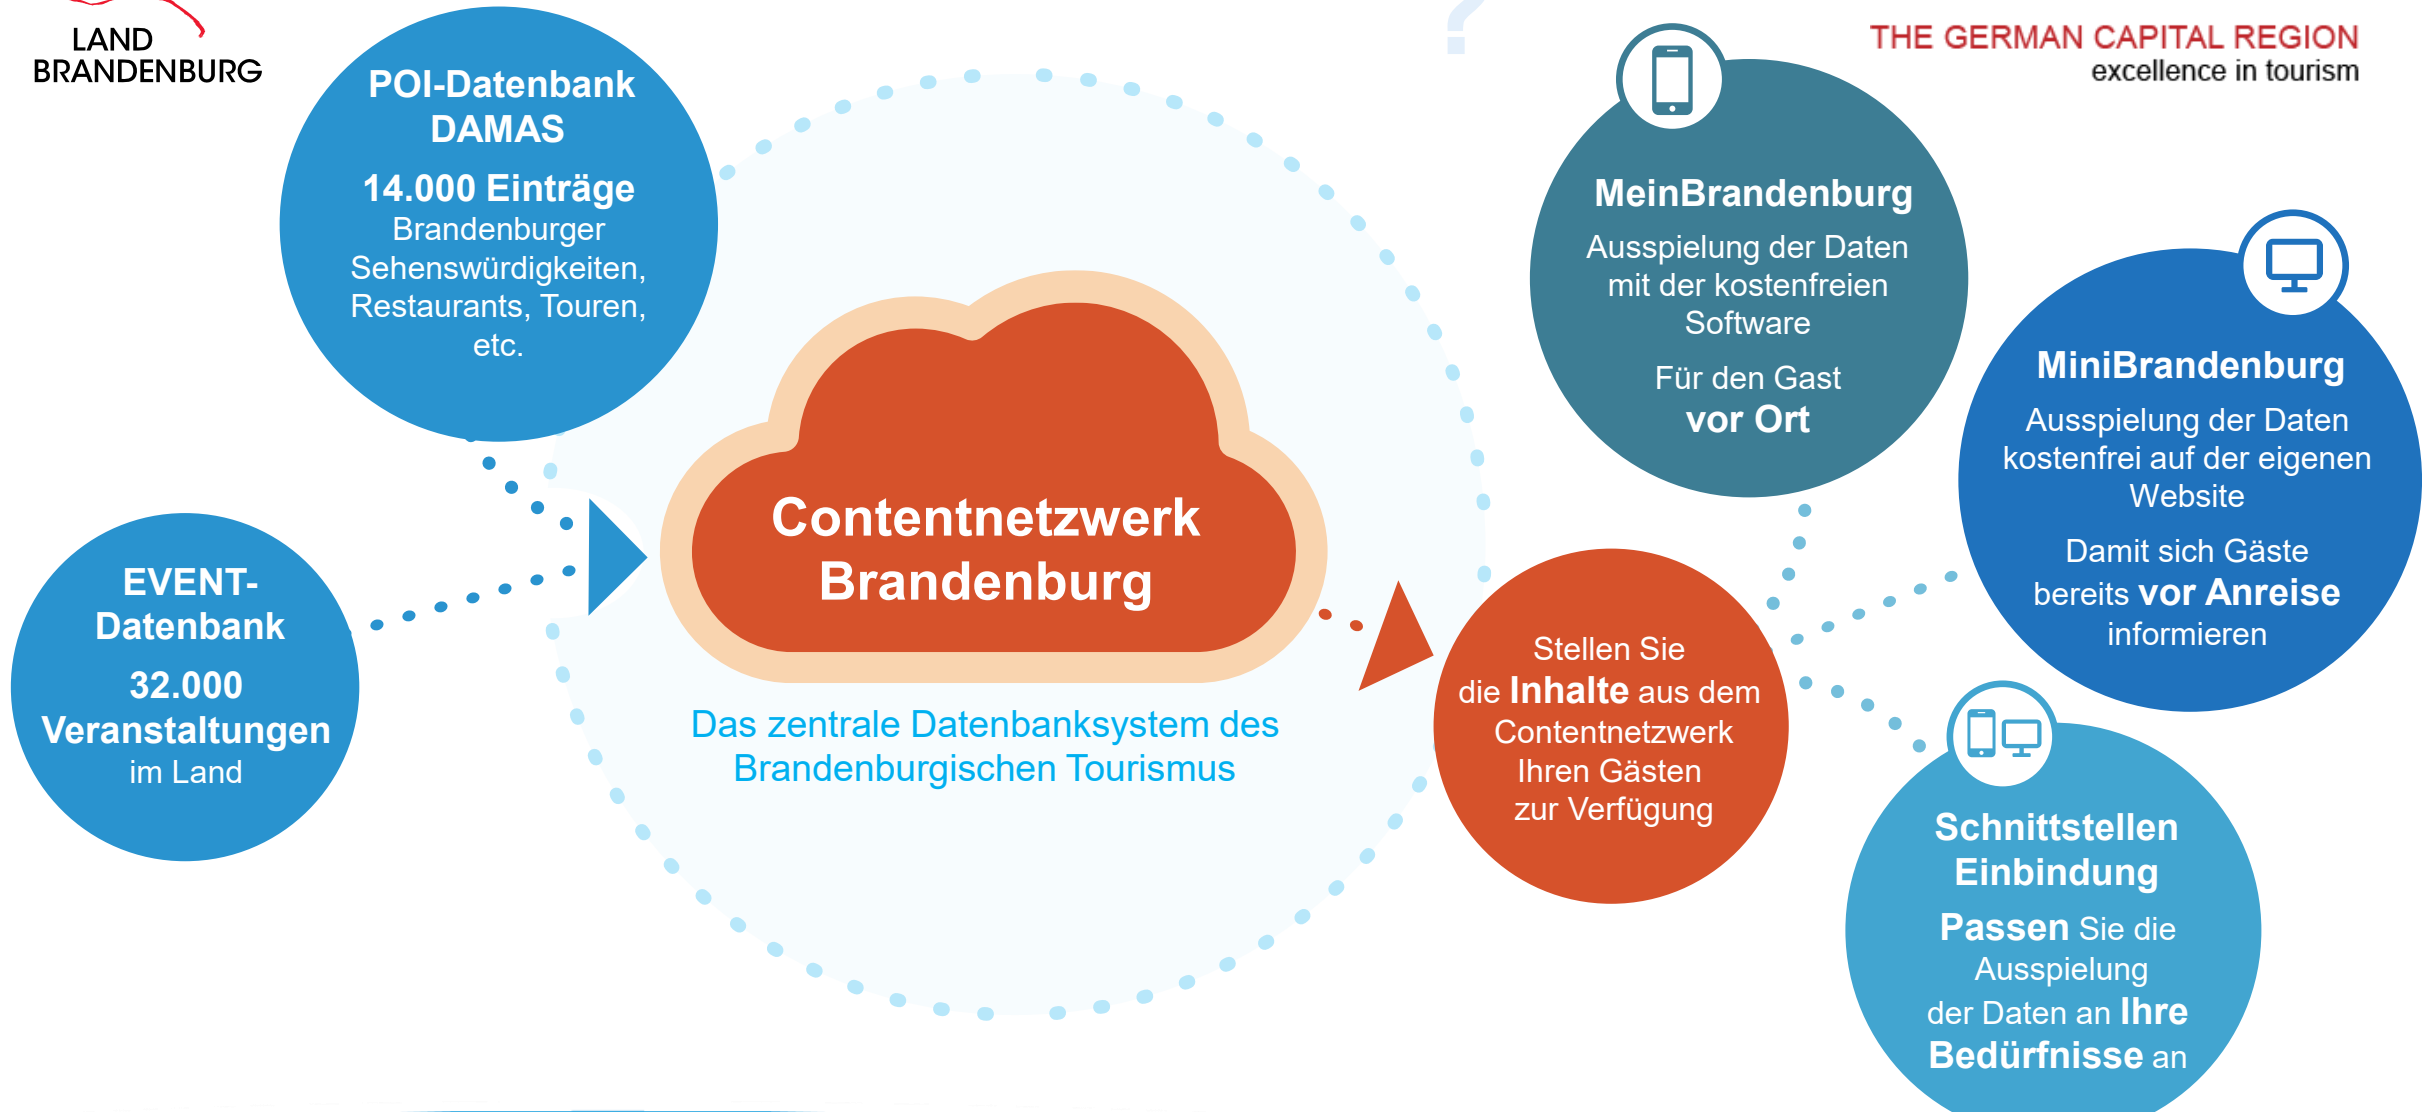 LAND
BRANDENBURG
?
THE GERMAN CAPITAL REGION
excellence in tourism
POI-Datenbank
DAMAS
14.000 Einträge
Brandenburger
Sehenswürdigkeiten,
Restaurants, Touren,
etc.
EVENT-
Datenbank
32.000
Veranstaltungen
im Land
Contentnetzwerk
Brandenburg
Das zentrale Datenbanksystem des
Brandenburgischen Tourismus
Stellen Sie
die Inhalte aus dem
Contentnetzwerk
Ihren Gästen
zur Verfügung
MeinBrandenburg
Ausspielung der Daten
mit der kostenfreien
Software
Für den Gast
vor Ort
MiniBrandenburg
Ausspielung der Daten
kostenfrei auf der eigenen
Website
Damit sich Gäste
bereits vor Anreise
informieren
Schnittstellen
Einbindung
Passen Sie die
Ausspielung
der Daten an Ihre
Bedürfnisse an